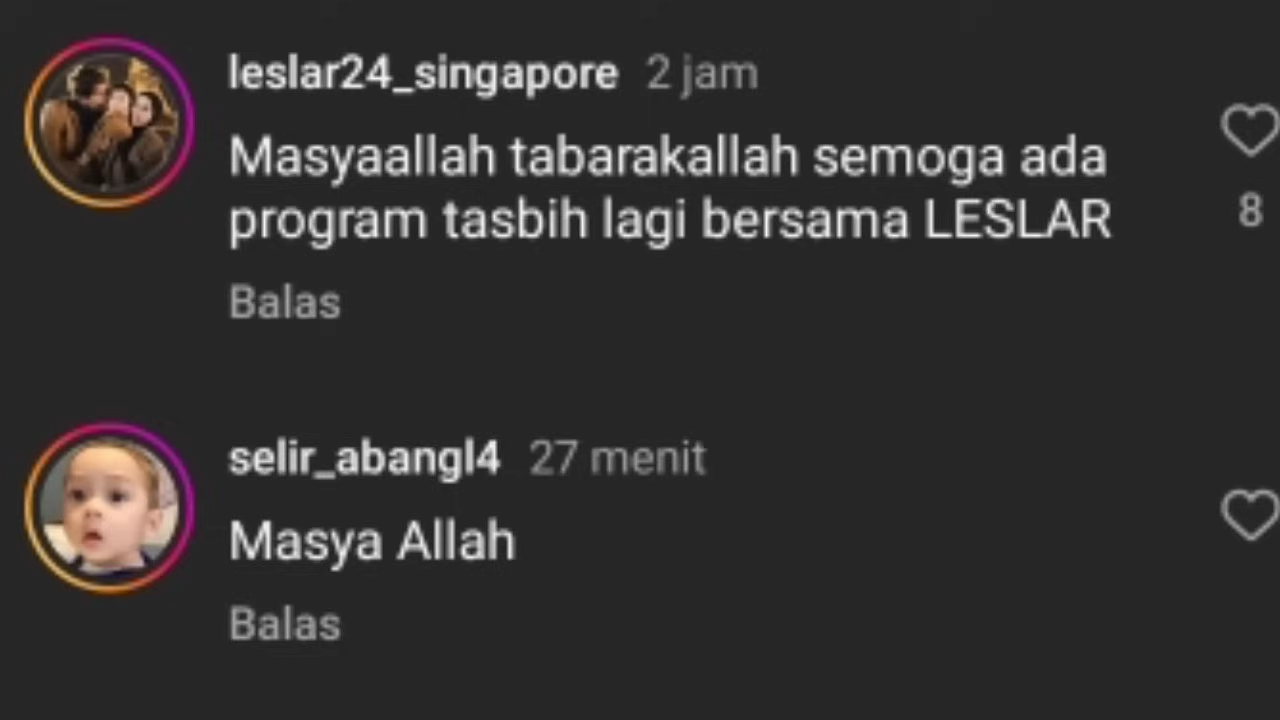 leslar24_singapore 2 jam
Masyaallah tabarakallah semoga ada
program tasbih lagi bersama LESLAR
8
Balas
selir_abangl4 27 menit
Masya Allah
Balas